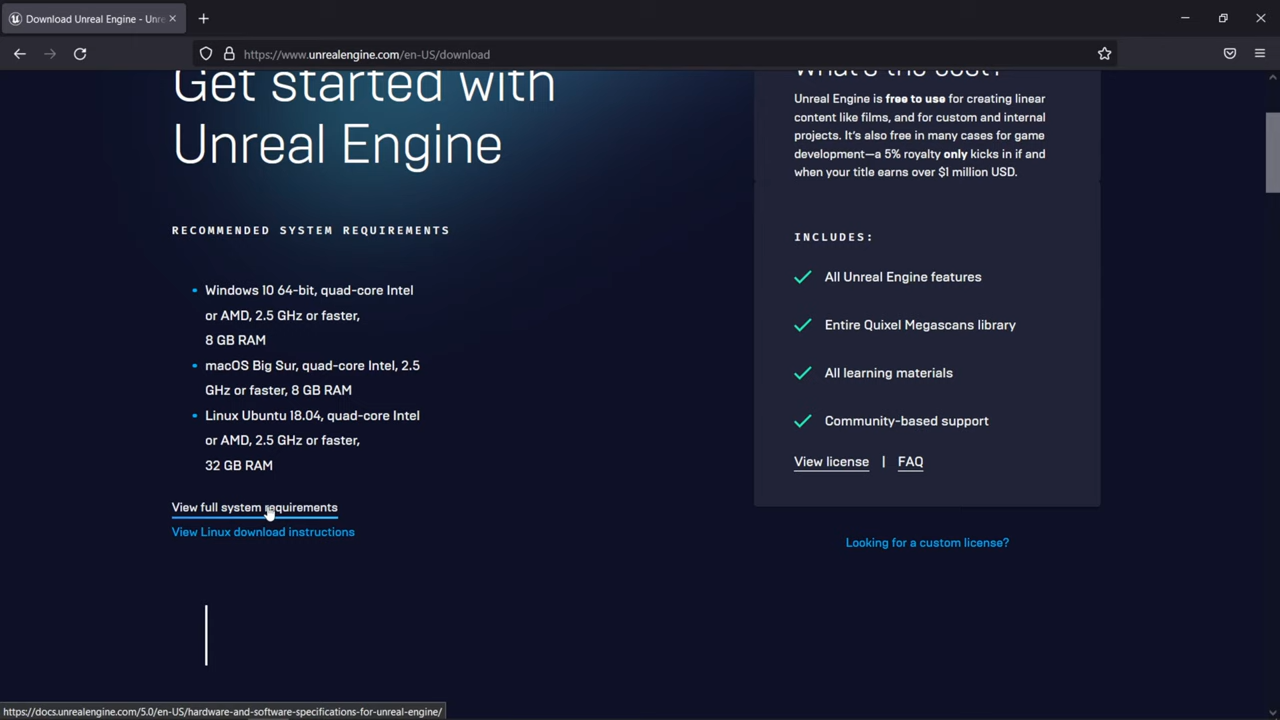 Download Unreal Engine - Unre
https://www.unrealengine.com/en-US/download
Get started with
Unreal Engine
RECOMMENDED SYSTEM REQUIREMENTS
Windows 10 64-bit, quad-core Intel
or AMD, 2.5 GHz or faster,
8 GB RAM
macOS Big Sur, quad-core Intel, 2.5
GHz or faster, 8 GB RAM
Linux Ubuntu 18.04, quad-core Intel
or AMD, 2.5 GHz or faster,
32 GB RAM
View full system requirements
View Linux download instructions
What's the cost?
Unreal Engine is free to use for creating linear
content like films, and for custom and internal
projects. It's also free in many cases for game
development—a 5% royalty only kicks in if and
when your title earns over $1 million USD.
INCLUDES:
All Unreal Engine features
Entire Quixel Megascans library
All learning materials
Community-based support
View license | FAQ
Looking for a custom license?
https://docs.unrealengine.com/5.0/en-US/hardware-and-software-specifications-for-unreal-engine/